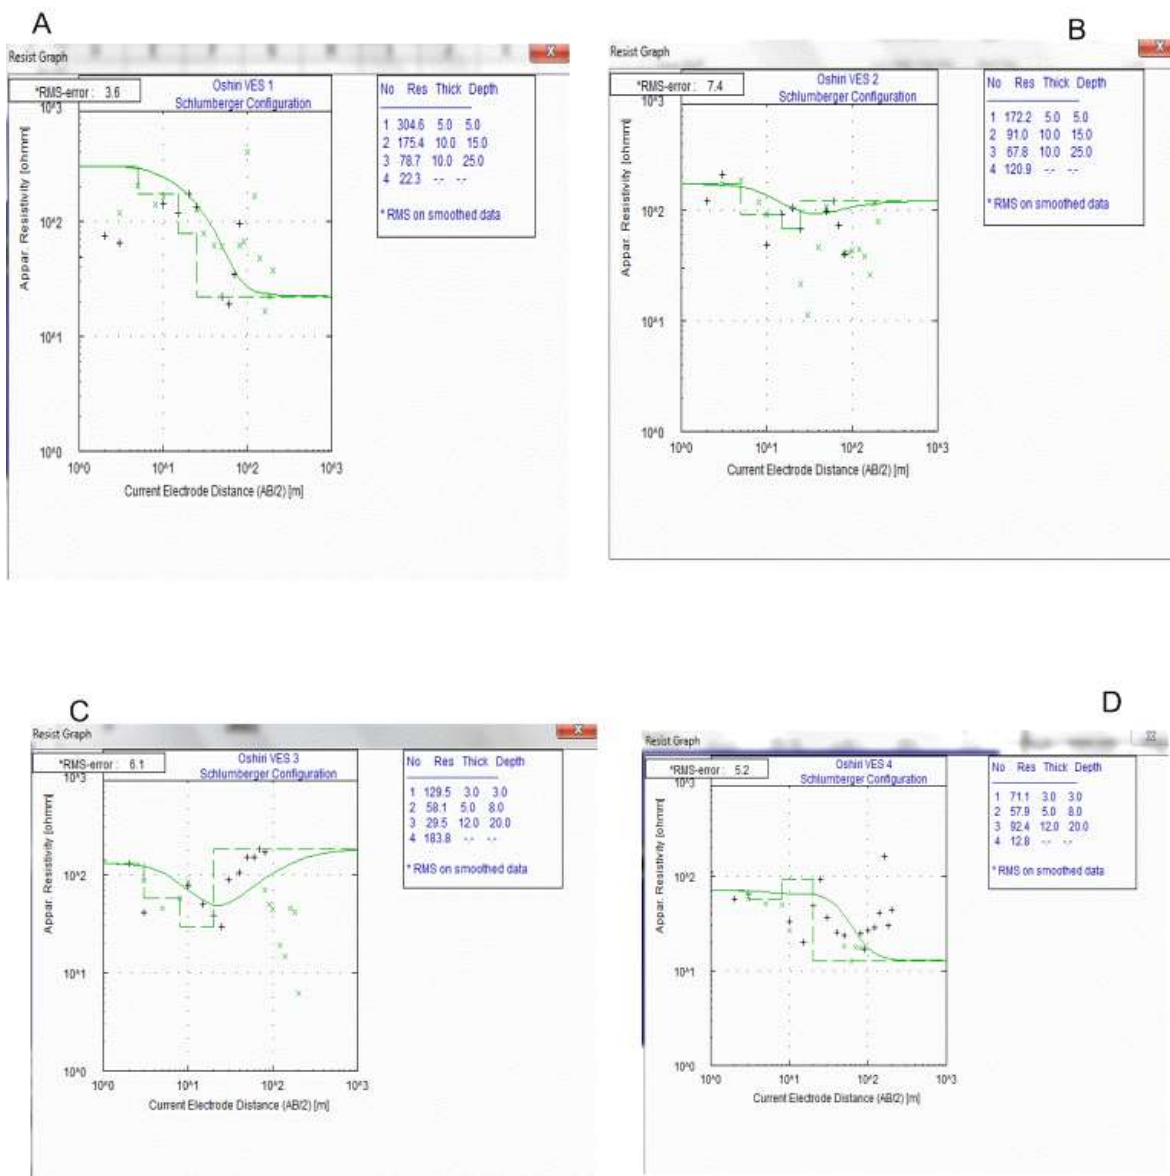 A
Resist Graph
X
*RMS-error : 3.6
Oshiri VES 1
Schlumberger Configuration
No Res Thick Depth
1 304.6 5.0 5.0
2 175.4 10.0 15.0
3 78.7 10.0 25.0
4 22.3 -.- -.-
* RMS on smoothed data
Appar. Resistivity [ohmm]
10^3
10^2
10^1
10^0
10^0 10^1 10^2 10^3
Current Electrode Distance (AB/2) [m]
B
Resist Graph
X
*RMS-error : 7.4
Oshiri VES 2
Schlumberger Configuration
No Res Thick Depth
1 172.2 5.0 5.0
2 91.0 10.0 15.0
3 67.8 10.0 25.0
4 120.9 -.- -.-
* RMS on smoothed data
Appar. Resistivity [ohmm]
10^3
10^2
10^1
10^0
10^0 10^1 10^2 10^3
Current Electrode Distance (AB/2) [m]
C
Resist Graph
X
*RMS-error : 6.1
Oshiri VES 3
Schlumberger Configuration
No Res Thick Depth
1 129.5 3.0 3.0
2 58.1 5.0 8.0
3 29.5 12.0 20.0
4 183.8 -.- -.-
* RMS on smoothed data
Appar. Resistivity [ohmm]
10^3
10^2
10^1
10^0
10^0 10^1 10^2 10^3
Current Electrode Distance (AB/2) [m]
D
Resist Graph
X
*RMS-error : 5.2
Oshiri VES 4
Schlumberger Configuration
No Res Thick Depth
1 71.1 3.0 3.0
2 57.9 5.0 8.0
3 92.4 12.0 20.0
4 12.8 -.- -.-
* RMS on smoothed data
Appar. Resistivity [ohmm]
10^3
10^2
10^1
10^0
10^0 10^1 10^2 10^3
Current Electrode Distance (AB/2) [m]